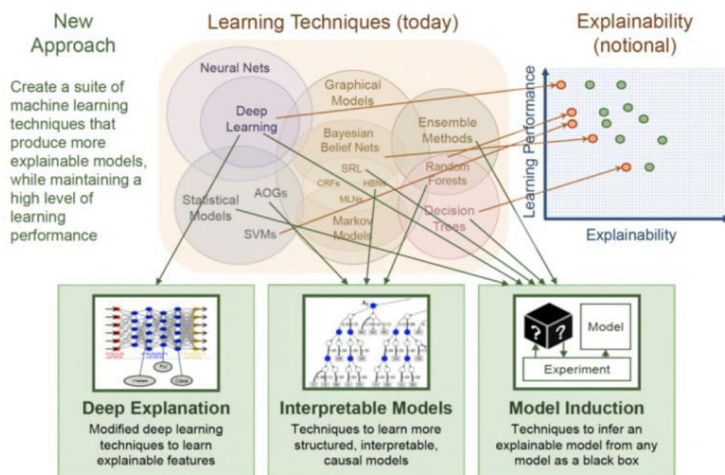 New
Approach
Create a suite of
machine learning
techniques that
produce more
explainable models,
while maintaining a
high level of
learning
performance
Learning Techniques (today)
Neural Nets
Deep
Learning
Graphical
Models
Bayesian
Belief Nets
Ensemble
Methods
SRL
Random
Forests
CRFs
HBNs
MLNs
AOGs
Statistical
Models
SVMs
Markov
Models
Decision
Trees
Explainability
(notional)
Learning Performance
Explainability
Deep Explanation
Modified deep learning
techniques to learn
explainable features
Interpretable Models
Techniques to learn more
structured, interpretable,
causal models
?
?
Model
Experiment
Model Induction
Techniques to infer an
explainable model from any
model as a black box